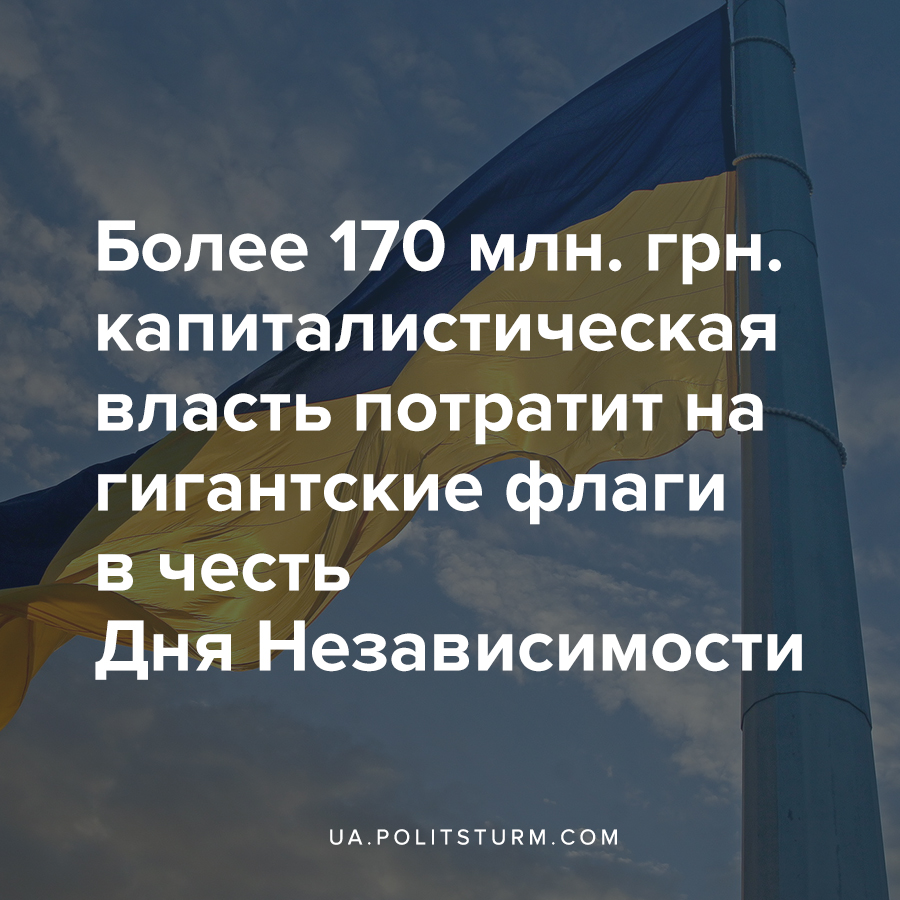 Более 170 млн. грн.
капиталистическая
власть потратит на
гигантские флаги
в честь
Дня Независимости
UA.POLITSTURM.COM